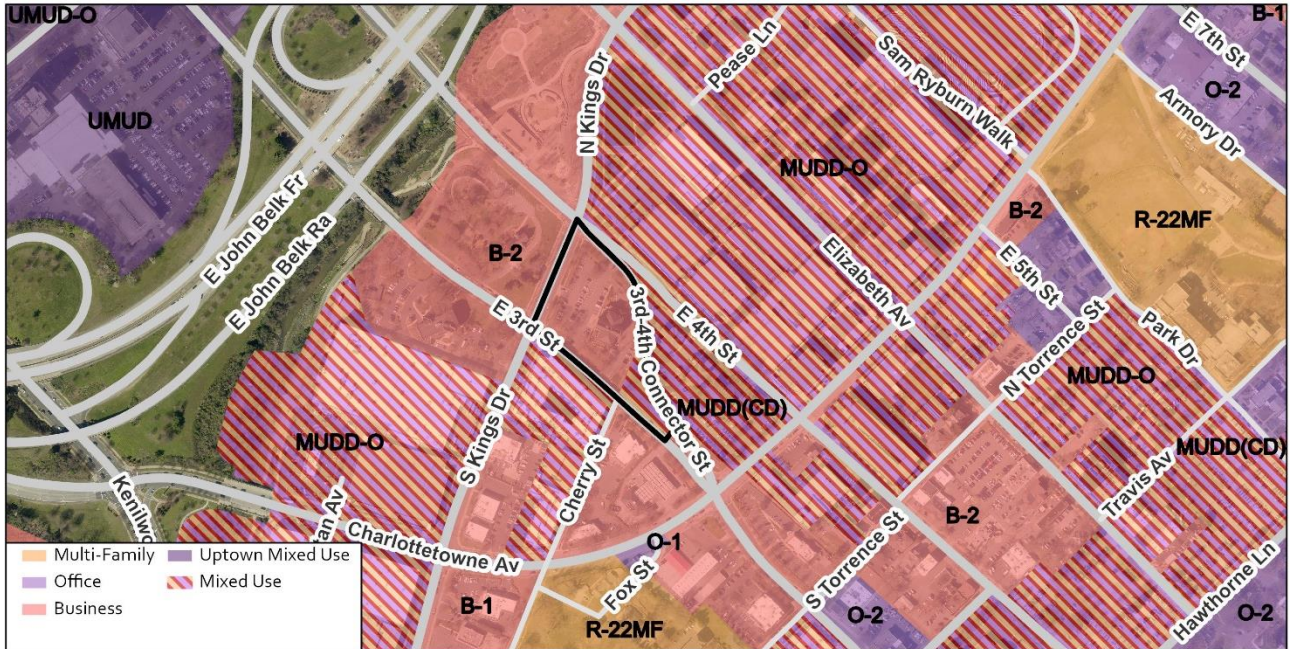 UMUD-O
B-1
E 7th St
N Kings Dr
Pease Ln
Sam Ryburn Walk
O-2
Armory Dr
UMUD
MUDD-O
E John Belk Fr
R-22MF
B-2
B-2
E John Belk Ra
Elizabeth Av
E 5th St
3rd-4th Connector St
E 4th St
E 3rd St
N Torrence St
Park Dr
MUDD-O
MUDD(CD)
S Kings Dr
MUDD-O
Cherry St
MUDD(CD)
Travis Av
Kenilwo
an Av
Charlottetowne Av
B-2
O-1
S Torrence St
Fox St
Hawthorne Ln
B-1
R-22MF
O-2
O-2
Multi-Family
Uptown Mixed Use
Office
Mixed Use
Business